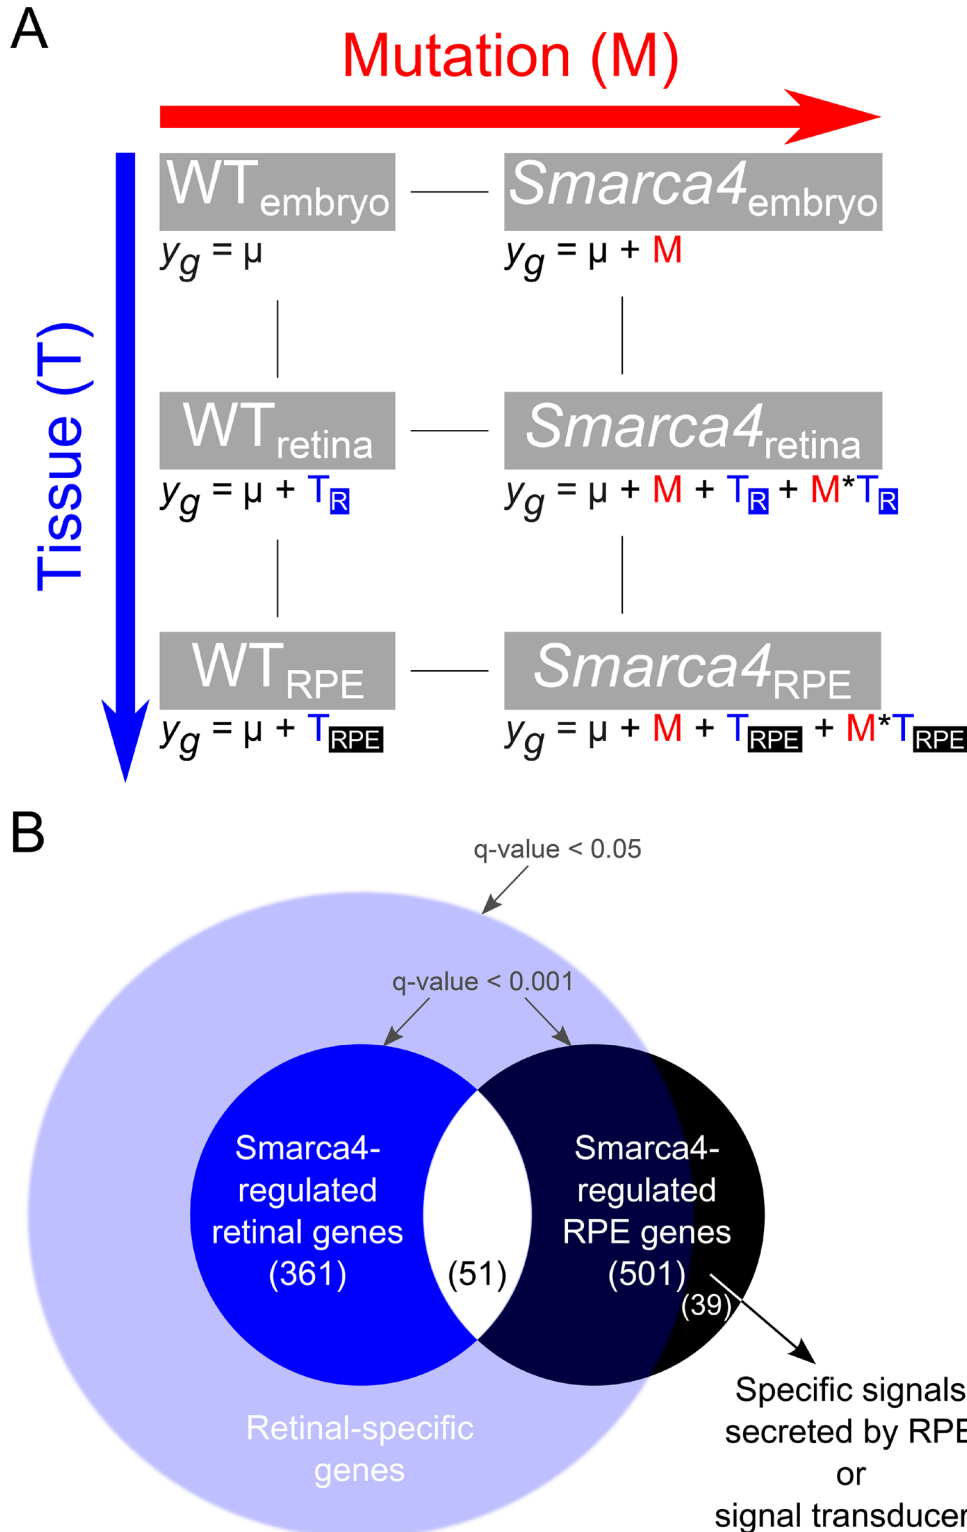 A
Mutation (M)
Tissue (T)
WTembryo
Smarca4embryo
yg = μ
yg = μ + M
WTretina
Smarca4retina
yg = μ + TR
yg = μ + M + TR + M*TR
WTRPE
Smarca4RPE
yg = μ + TRPE
yg = μ + M + TRPE + M*TRPE
B
q-value < 0.05
q-value < 0.001
Smarca4-
regulated
retinal genes
(361)
(51)
Smarca4-
regulated
RPE genes
(501)
(39)
Retinal-specific
genes
Specific signals
secreted by RPE
or
signal transducer